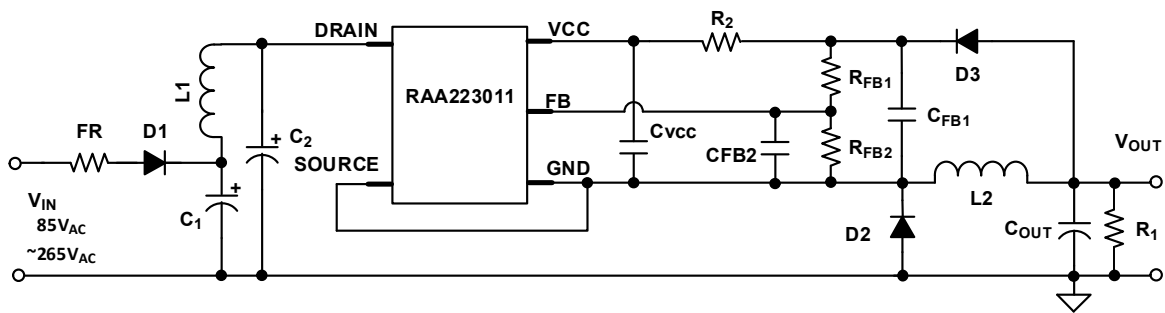 DRAIN
VCC
R2
L1
RAA223011
RFB1
D3
FB
CFB1
FR
D1
C2
CVCC
CFB2
RFB2
VOUT
SOURCE
GND
VIN
85VAC
~265VAC
C1
L2
D2
COUT
R1